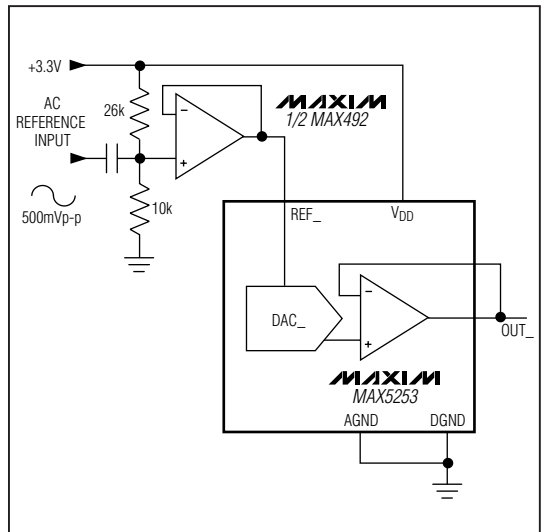 +3.3V
AC
REFERENCE
INPUT
26k
MAXIM
1/2 MAX492
-
+
10k
500mVp-p
REF_
VDD
DAC_
-
+
OUT_
MAXIM
MAX5253
AGND
DGND